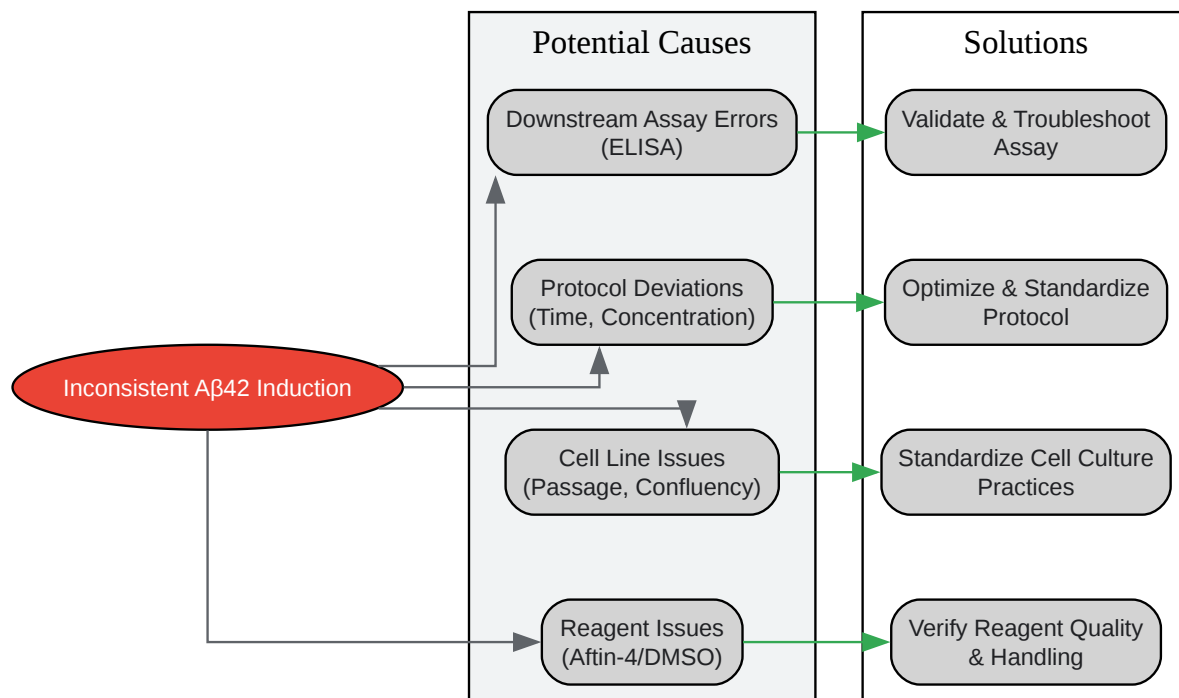 Potential Causes
Solutions
Downstream Assay Errors
(ELISA)
Validate & Troubleshoot
Assay
Protocol Deviations
(Time, Concentration)
Optimize & Standardize
Protocol
Inconsistent Aβ42 Induction
Cell Line Issues
(Passage, Confluency)
Standardize Cell Culture
Practices
Reagent Issues
(Aftin-4/DMSO)
Verify Reagent Quality
& Handling